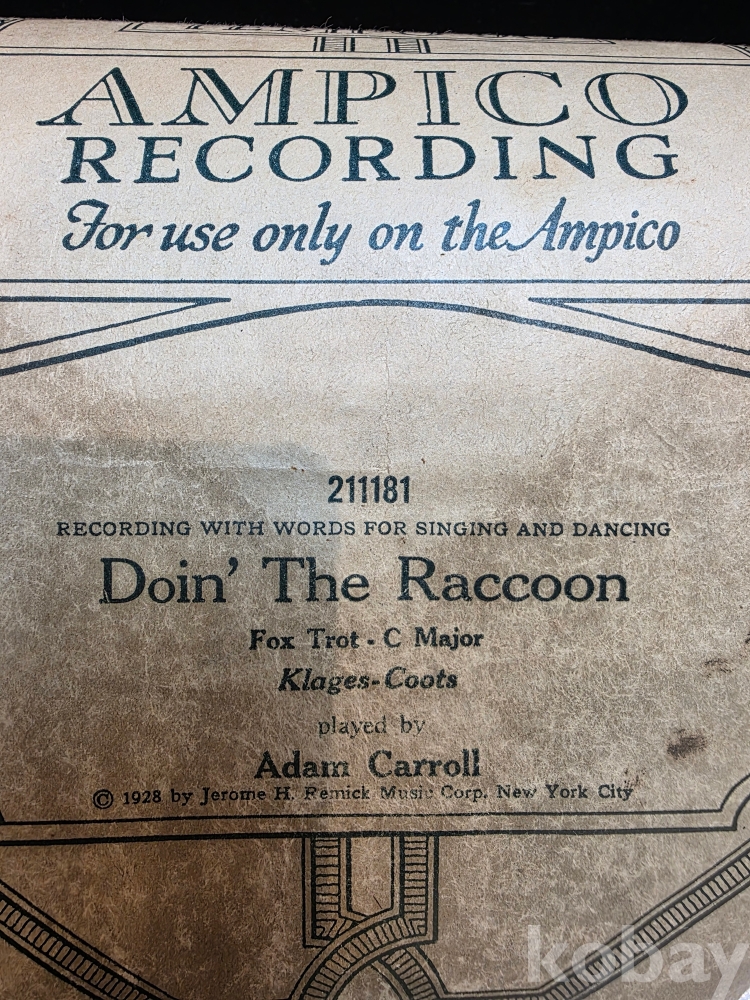 AMPICO
RECORDING
For use only on the Ampico
211181
RECORDING WITH WORDS FOR SINGING AND DANCING
Doin' The Raccoon
Fox Trot - C Major
Klages-Coots
played by
Adam Carroll
© 1928 by Jerome H. Remick Music Corp. New York City
kobay